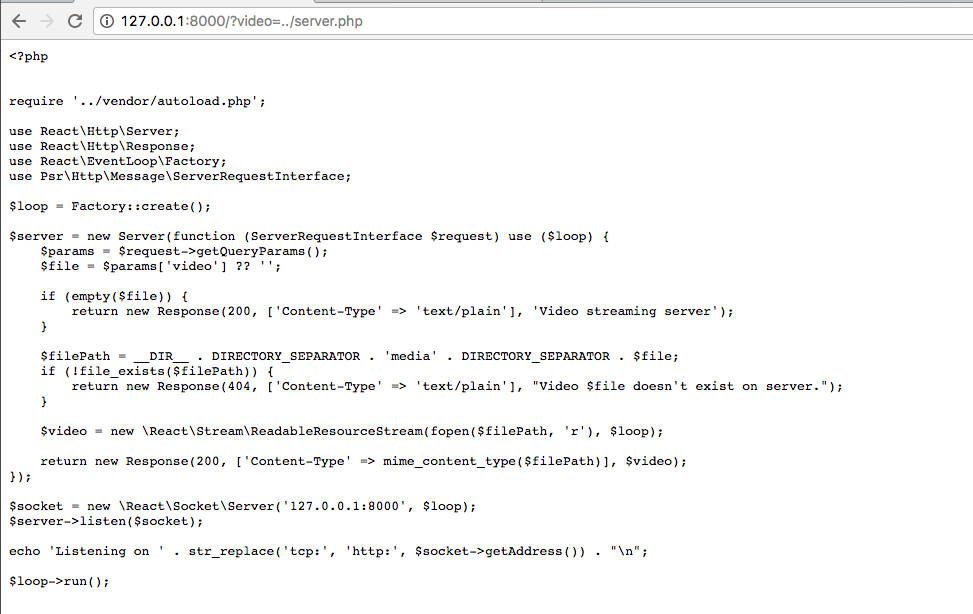 127.0.0.1:8000/?video=../server.php
<?php
require '../vendor/autoload.php';
use React\Http\Server;
use React\Http\Response;
use React\EventLoop\Factory;
use Psr\Http\Message\ServerRequestInterface;
$loop = Factory::create();
$server = new Server(function (ServerRequestInterface $request) use ($loop) {
    $params = $request->getQueryParams();
    $file = $params['video'] ?? '';
    if (empty($file)) {
        return new Response(200, ['Content-Type' => 'text/plain'], 'Video streaming server');
    }
    $filePath = __DIR__ . DIRECTORY_SEPARATOR . 'media' . DIRECTORY_SEPARATOR . $file;
    if (!file_exists($filePath)) {
        return new Response(404, ['Content-Type' => 'text/plain'], "Video $file doesn't exist on server.");
    }
    $video = new \React\Stream\ReadableResourceStream(fopen($filePath, 'r'), $loop);
    return new Response(200, ['Content-Type' => mime_content_type($filePath)], $video);
});
$socket = new \React\Socket\Server('127.0.0.1:8000', $loop);
$server->listen($socket);
echo 'Listening on ' . str_replace('tcp:', 'http:', $socket->getAddress()) . "\n";
$loop->run();